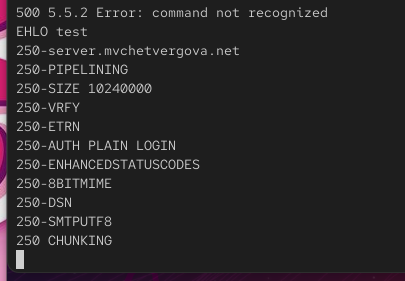 500 5.5.2 Error: command not recognized
EHLO test
250-server.mvchetvergova.net
250-PIPELINING
250-SIZE 10240000
250-VRFY
250-ETRN
250-AUTH PLAIN LOGIN
250-ENHANCEDSTATUSCODES
250-8BITMIME
250-DSN
250-SMTPUTF8
250 CHUNKING